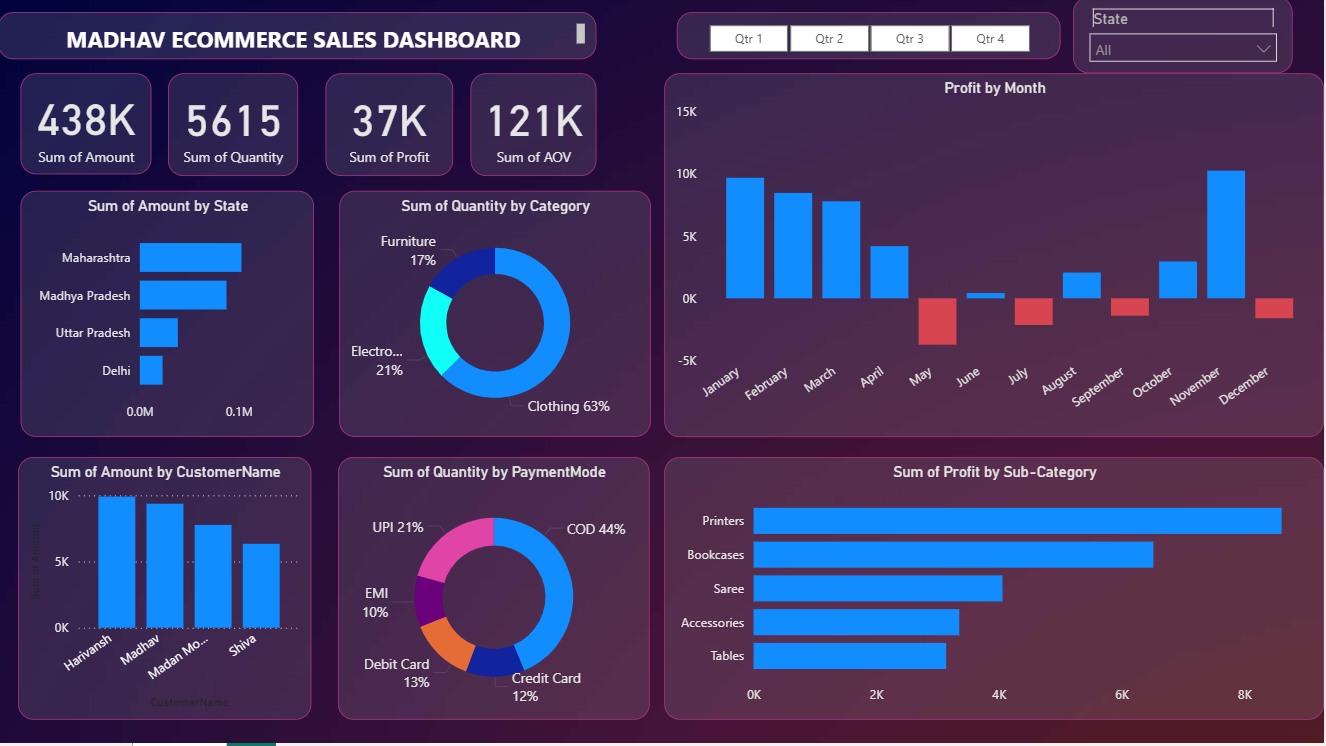 MADHAV ECOMMERCE SALES DASHBOARD
Qtr 1
Qtr 2
Qtr 3
Qtr 4
State
All
438K
Sum of Amount
5615
Sum of Quantity
37K
Sum of Profit
121K
Sum of AOV
Profit by Month
15K
10K
5K
0K
-5K
January
February
March
April
May
June
July
August
September
October
November
December
Sum of Amount by State
Maharashtra
Madhya Pradesh
Uttar Pradesh
Delhi
0.0M
0.1M
Sum of Quantity by Category
Furniture
17%
Electro...
21%
Clothing 63%
Sum of Amount by CustomerName
Sum of Amount
10K
5K
0K
Harivansh
Madhav
Madan Mo...
Shiva
CustomerName
Sum of Quantity by PaymentMode
UPI 21%
COD 44%
EMI
10%
Debit Card
13%
Credit Card
12%
Sum of Profit by Sub-Category
Printers
Bookcases
Saree
Accessories
Tables
0K
2K
4K
6K
8K